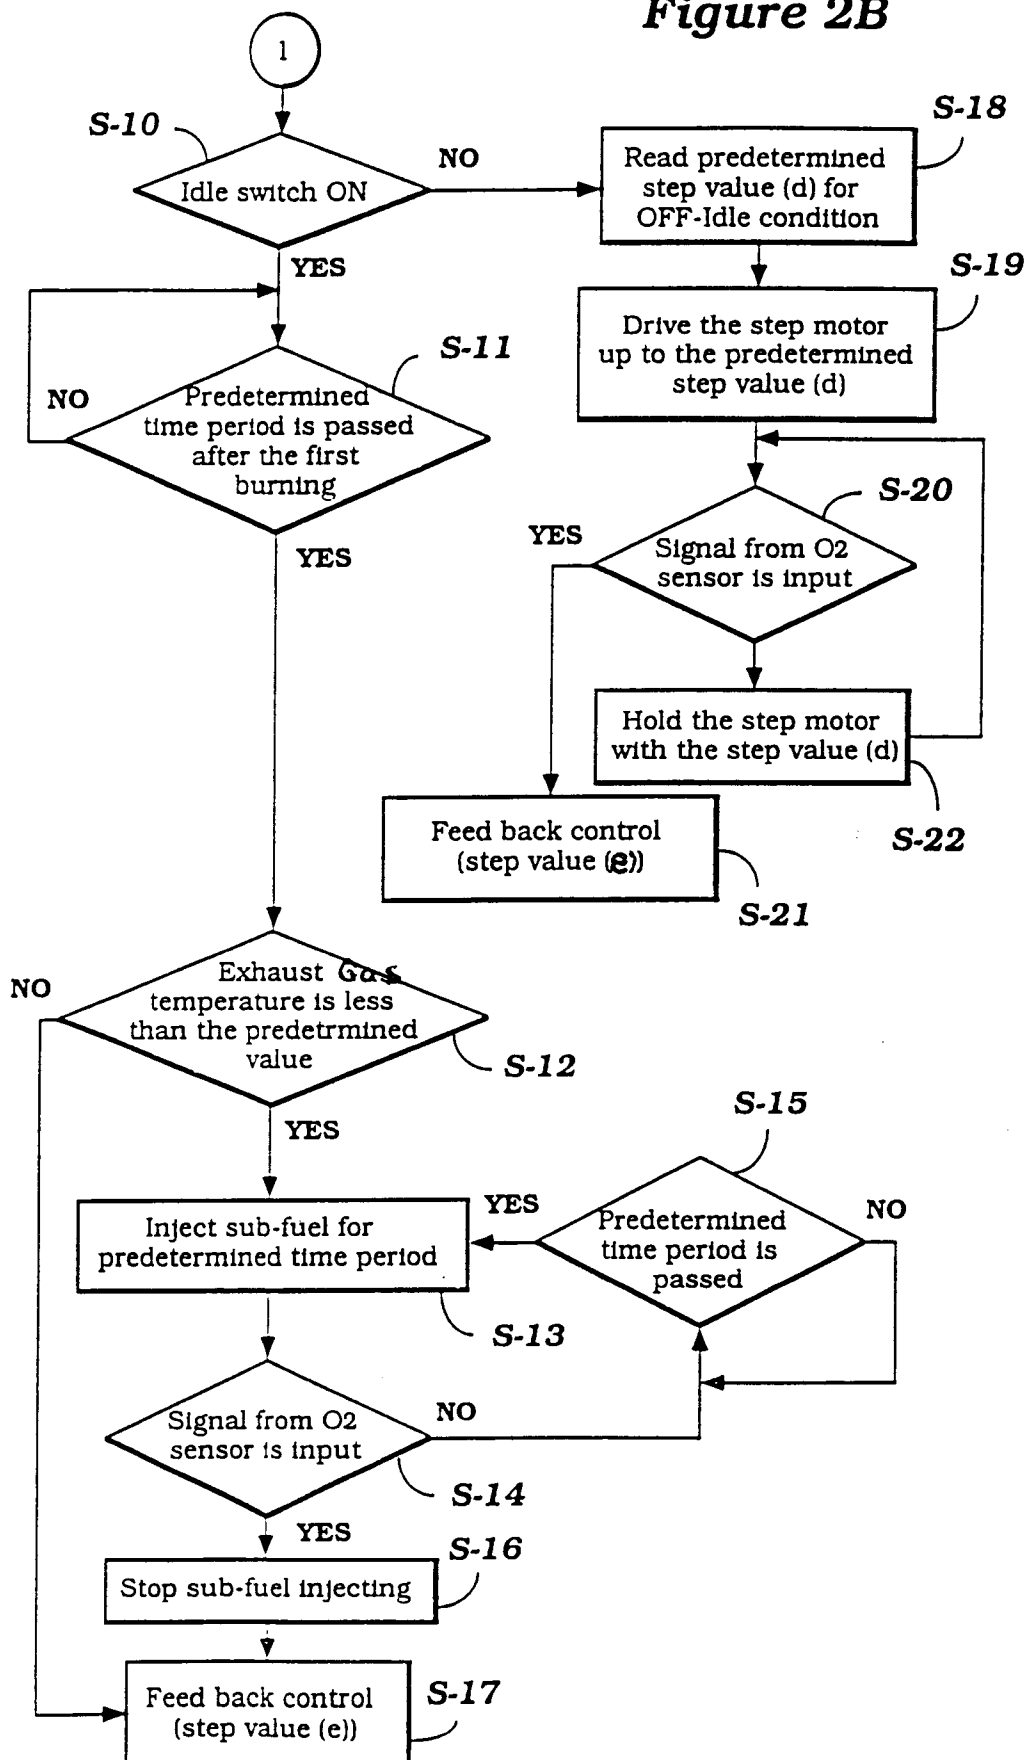 Figure 2B
1
S-10
Idle switch ON
NO
YES
S-18
Read predetermined
step value (d) for
OFF-Idle condition
S-19
Drive the step motor
up to the predetermined
step value (d)
S-11
NO
Predetermined
time period is passed
after the first
burning
YES
S-20
YES
Signal from O2
sensor is input
Hold the step motor
with the step value (d)
S-22
Feed back control
(step value (e))
S-21
NO
Exhaust Gas
temperature is less
than the predetrmined
value
S-12
YES
S-15
Inject sub-fuel for
predetermined time period
S-13
YES
Predetermined
time period is
passed
NO
Signal from O2
sensor is input
NO
S-14
YES
S-16
Stop sub-fuel injecting
Feed back control
(step value (e))
S-17